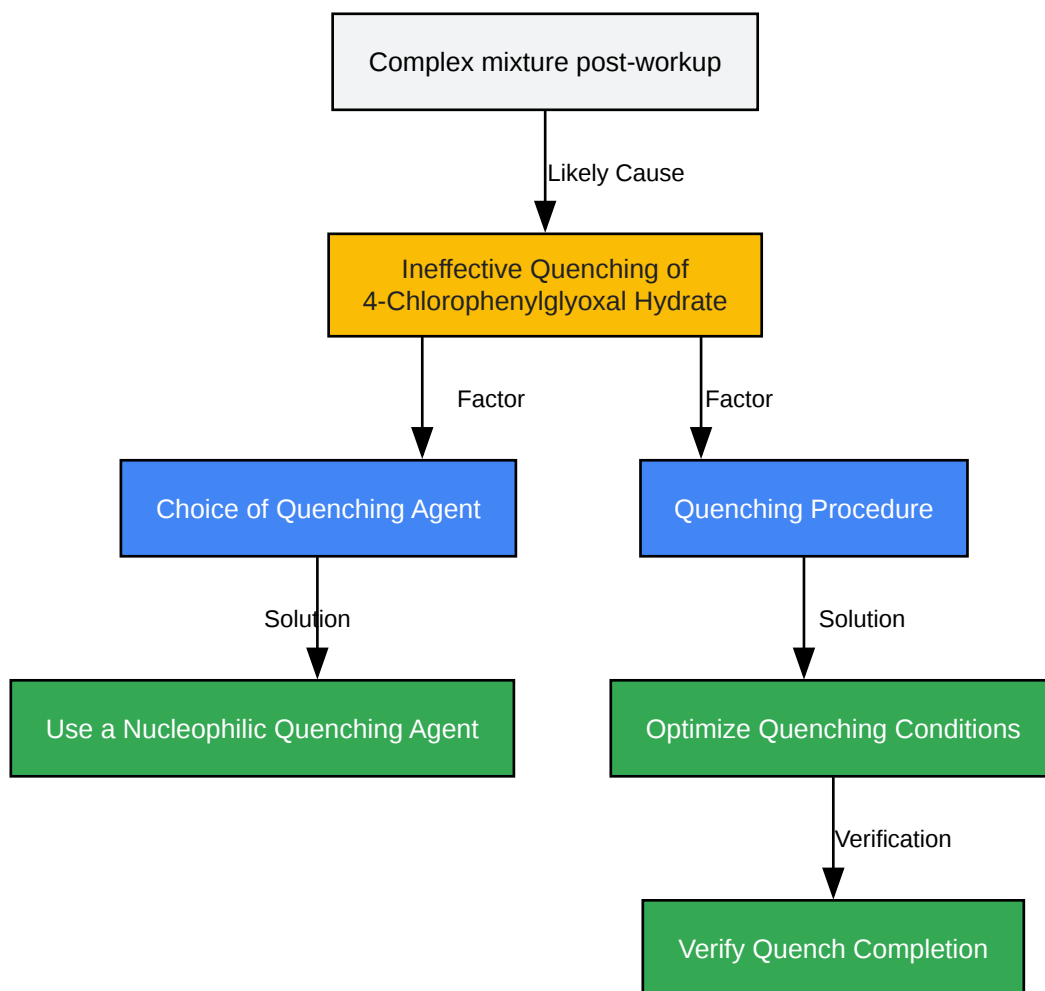 Complex mixture post-workup
Likely Cause
Ineffective Quenching of
4-Chlorophenylglyoxal Hydrate
Factor
Factor
Choice of Quenching Agent
Quenching Procedure
Solution
Solution
Use a Nucleophilic Quenching Agent
Optimize Quenching Conditions
Verification
Verify Quench Completion